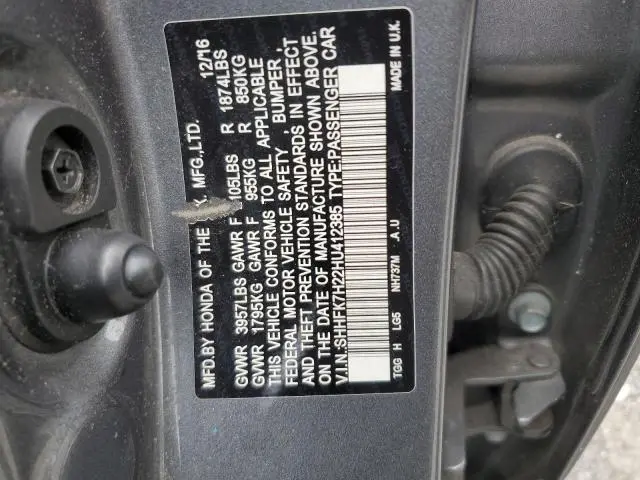 MFD.BY HONDA OF THE U.K. MFG.,LTD. 12/16
GVWR 3957LBS GAWR F 105LBS R 1874LBS
GVWR 1795KG GAWR F 955KG R 850KG
THIS VEHICLE CONFORMS TO ALL APPLICABLE
FEDERAL MOTOR VEHICLE SAFETY , BUMPER ,
AND THEFT PREVENTION STANDARDS IN EFFECT
ON THE DATE OF MANUFACTURE SHOWN ABOVE.
V.I.N.:SHHFK7H22HU412385 TYPE:PASSENGER CAR
TGG H LG5 NH737M A.U MADE IN U.K.